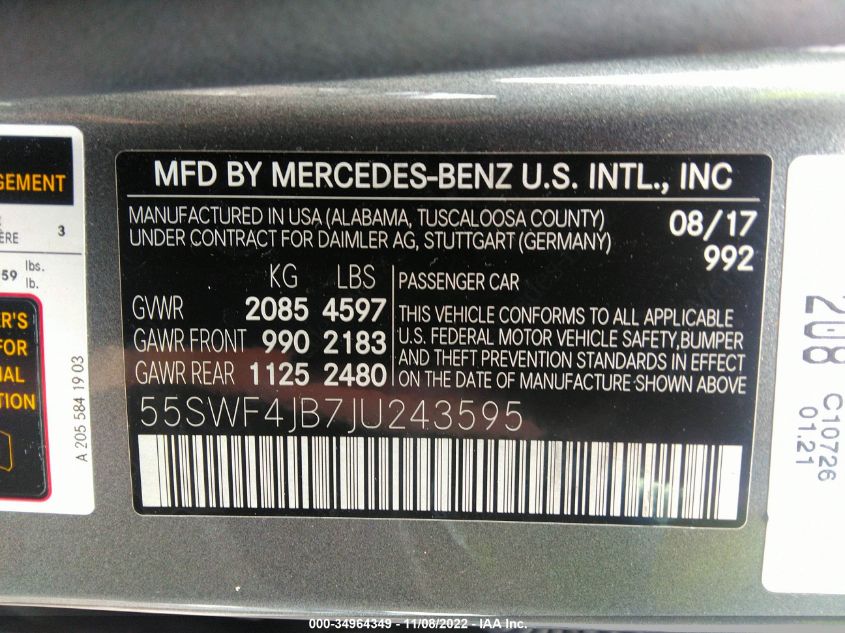 GEMENT
3
ÈRE
59 lbs.
lb.
R'S
FOR
IAL
TION
A 205 584 19 03
MFD BY MERCEDES-BENZ U.S. INTL., INC
MANUFACTURED IN USA (ALABAMA, TUSCALOOSA COUNTY) 08/17
UNDER CONTRACT FOR DAIMLER AG, STUTTGART (GERMANY) 992
KG LBS
GVWR 2085 4597
GAWR FRONT 990 2183
GAWR REAR 1125 2480
PASSENGER CAR
THIS VEHICLE CONFORMS TO ALL APPLICABLE
U.S. FEDERAL MOTOR VEHICLE SAFETY,BUMPER
AND THEFT PREVENTION STANDARDS IN EFFECT
ON THE DATE OF MANUFACTURE SHOWN ABOVE
55SWF4JB7JU243595
208
C10726
01.21
000-34964349 - 11/08/2022 - IAA Inc.